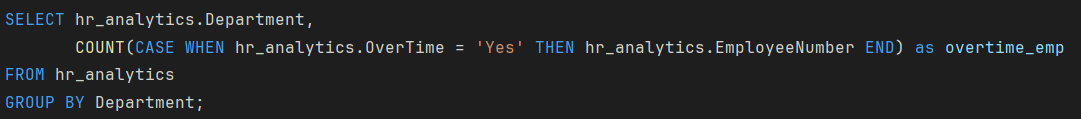 SELECT hr_analytics.Department,
       COUNT(CASE WHEN hr_analytics.OverTime = 'Yes' THEN hr_analytics.EmployeeNumber END) as overtime_emp
FROM hr_analytics
GROUP BY Department;